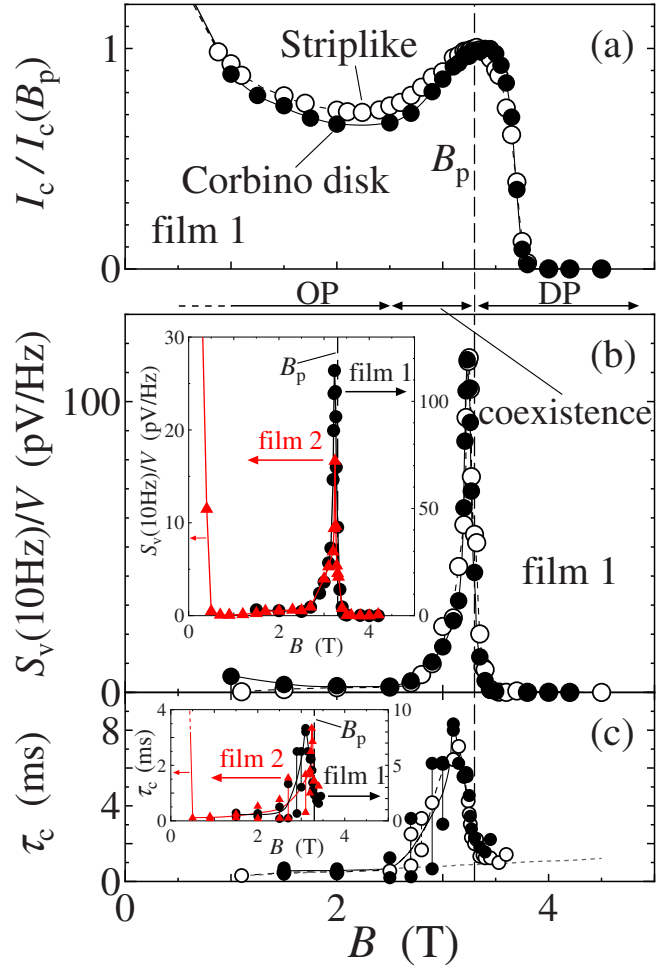 1
(a)
Striplike
I_c / I_c(B_p)
B_p
Corbino disk
film 1
0
OP
DP
(b)
30
S_v(10Hz)/V (pV/Hz)
B_p
film 1
100
20
film 2
50
10
0
0
0
2
4
B (T)
100
coexistence
S_v(10Hz)/V (pV/Hz)
film 1
0
(c)
8
4
10
B_p
τ_c (ms)
film 2
2
5
film 1
0
0
0
2
4
B (T)
τ_c (ms)
4
0
0
2
4
B (T)